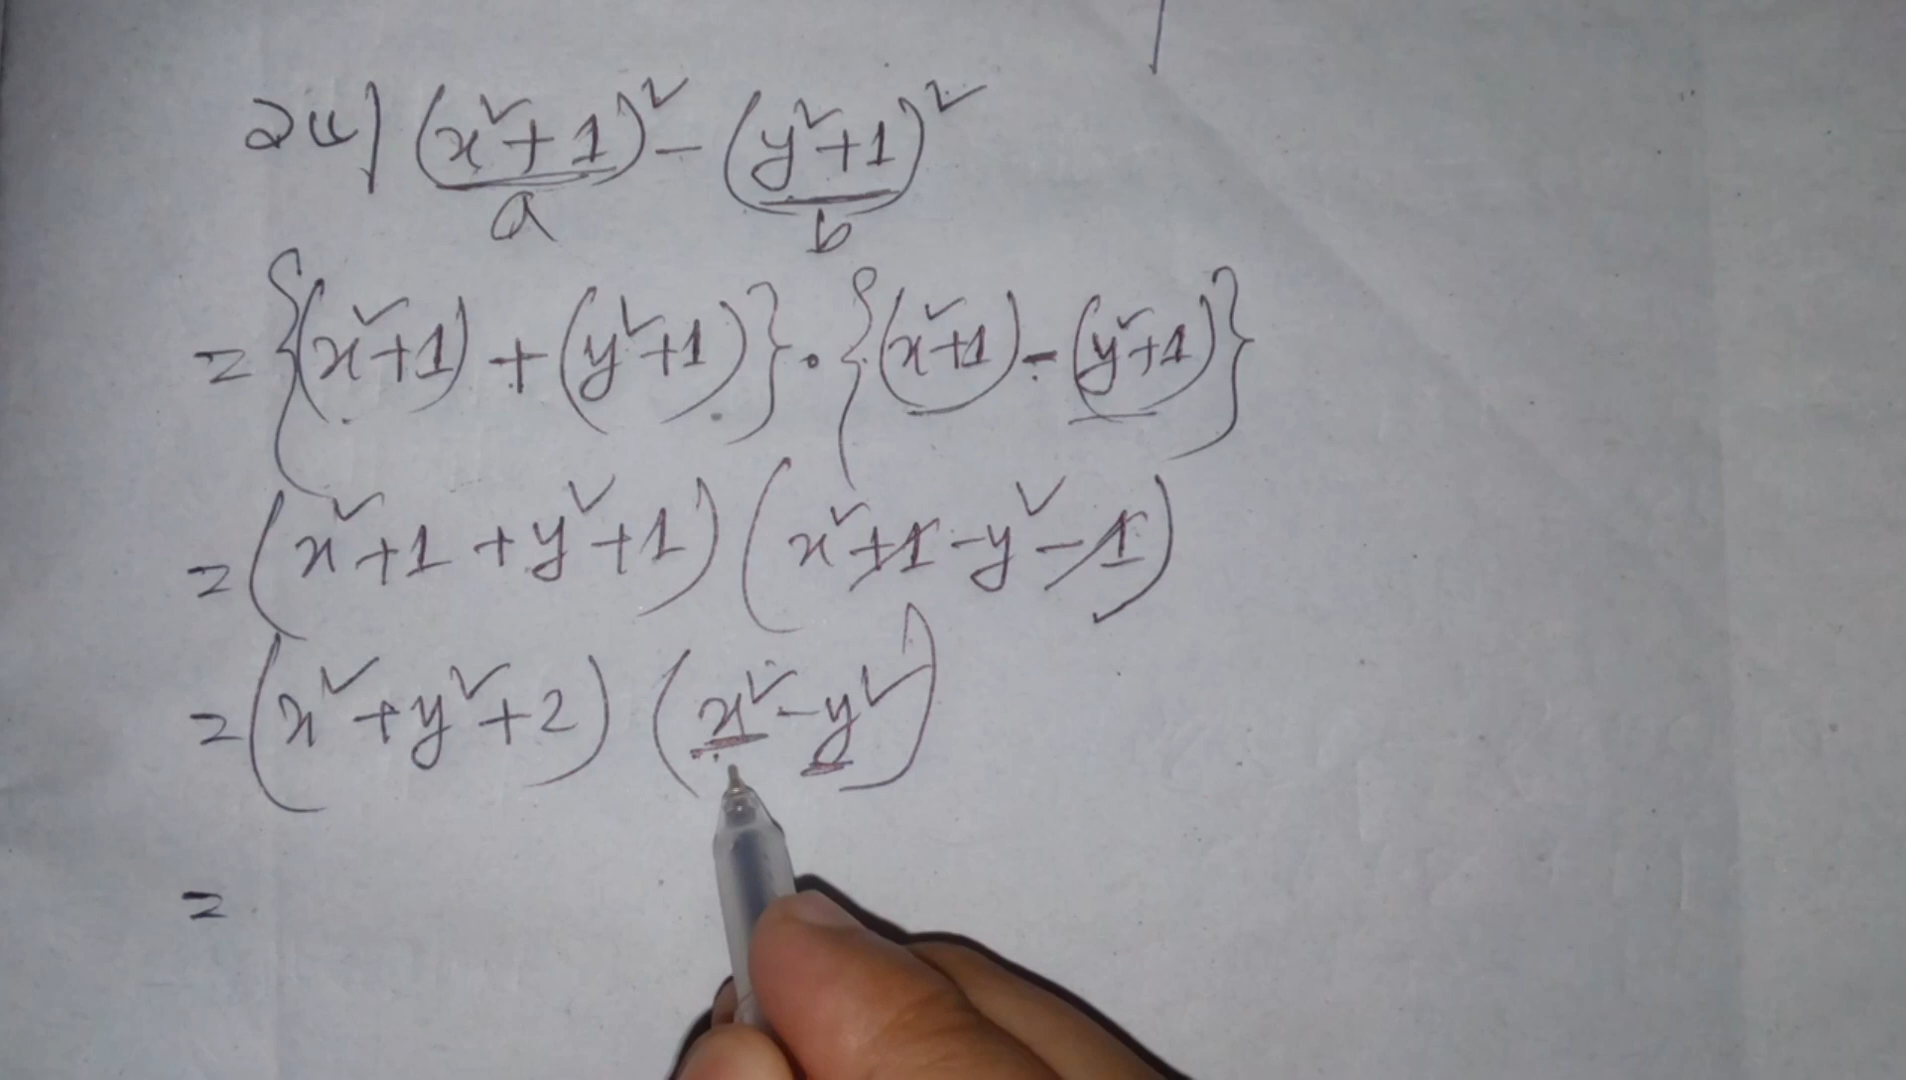 24) (x²+1)² - (y²+1)²
a b
= {(x²+1) + (y²+1)} · {(x²+1) - (y²+1)}
= (x²+1+y²+1) (x²+1-y²-1)
= (x²+y²+2) (x²-y²)
=